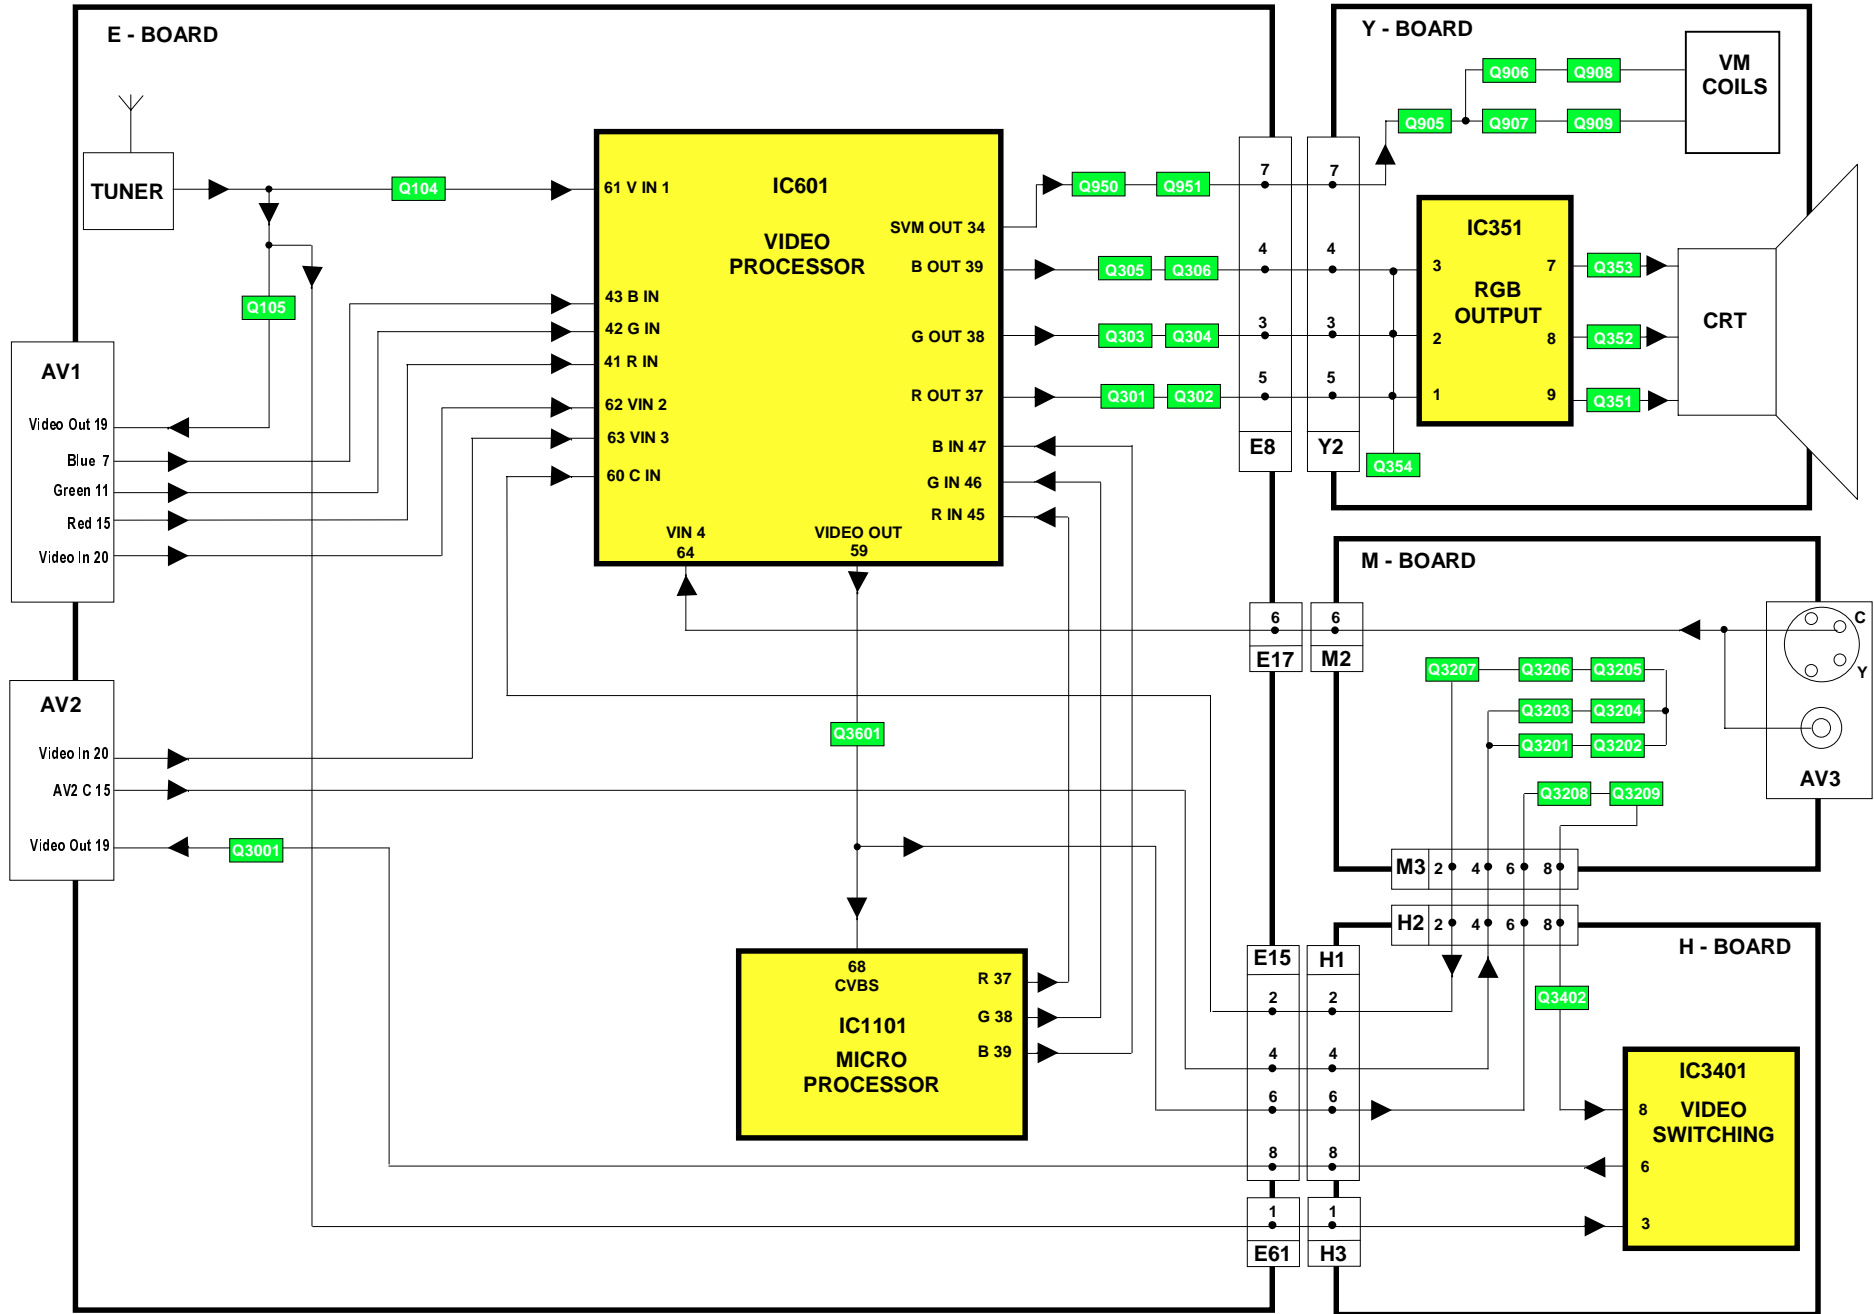 E - BOARD
TUNER
Q104
Q105
AV1
Video Out 19
Blue 7
Green 11
Red 15
Video In 20
AV2
Video In 20
AV2 C 15
Video Out 19
Q3001
61 V IN 1
IC601
VIDEO
PROCESSOR
SVM OUT 34
B OUT 39
43 B IN
42 G IN
41 R IN
G OUT 38
R OUT 37
62 VIN 2
63 VIN 3
60 C IN
B IN 47
G IN 46
R IN 45
VIN 4
64
VIDEO OUT
59
Q3601
68
CVBS
IC1101
MICRO
PROCESSOR
R 37
G 38
B 39
Q950
Q951
Q305
Q306
Q303
Q304
Q301
Q302
7
4
3
5
E8
7
4
3
5
Y2
Y - BOARD
Q906
Q908
Q905
Q907
Q909
VM
COILS
IC351
RGB
OUTPUT
3
2
1
7
8
9
Q353
Q352
Q351
Q354
CRT
6
E17
6
M2
M - BOARD
C
Y
AV3
Q3207
Q3206
Q3205
Q3203
Q3204
Q3201
Q3202
Q3208
Q3209
M3
2
4
6
8
H2
2
4
6
8
H - BOARD
Q3402
IC3401
VIDEO
SWITCHING
8
6
3
E15
2
4
6
8
H1
2
4
6
8
1
E61
1
H3